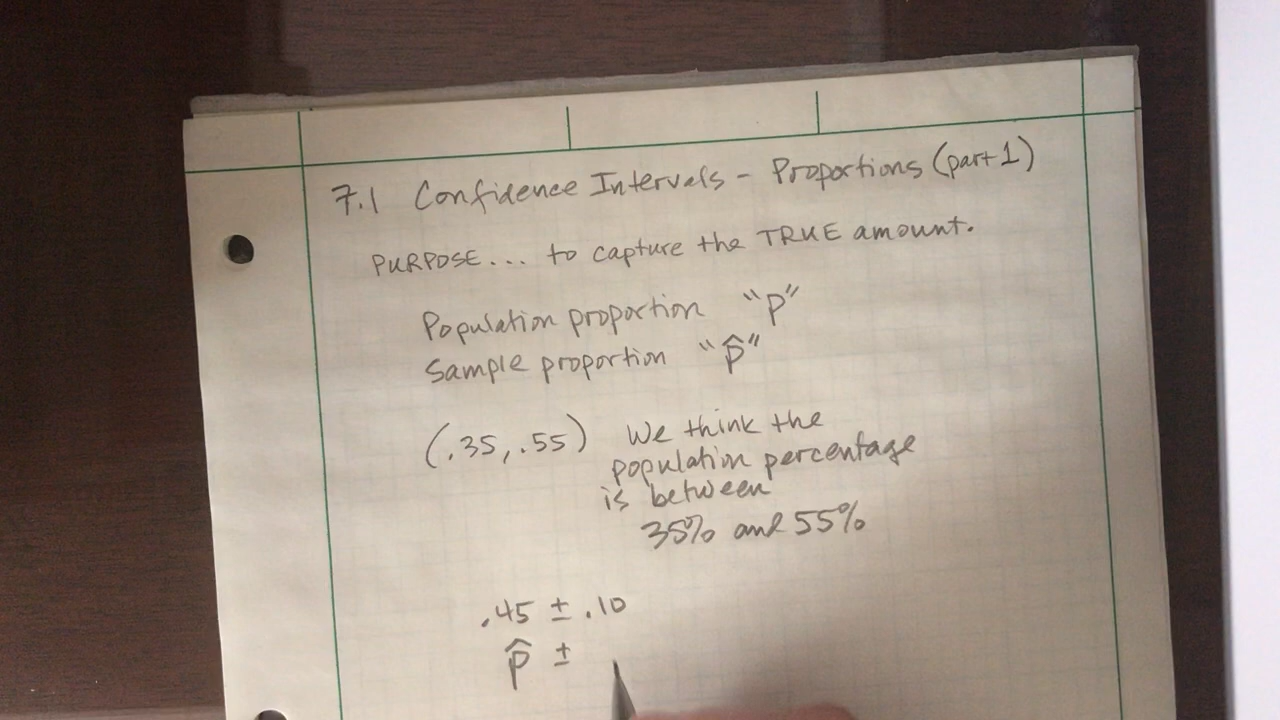 7.1 Confidence Intervals - Proportions (part 1)
PURPOSE... to capture the TRUE amount.
Population proportion "p"
Sample proportion "p̂"
(.35, .55) We think the
population percentage
is between
35% and 55%
.45 ± .10
p̂ ±